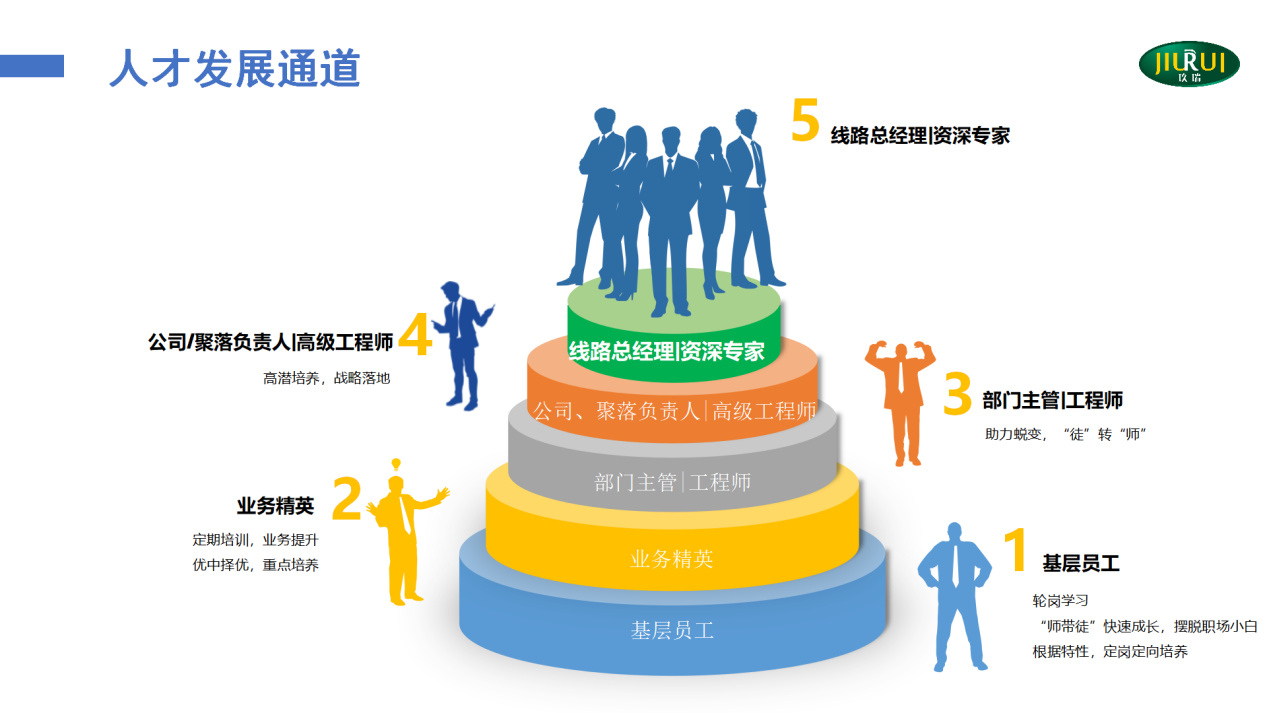 人才发展通道
JIURUI
玖瑞
5
线路总经理|资深专家
4
公司/聚落负责人|高级工程师
高潜培养，战略落地
3
部门主管|工程师
助力蜕变，“徒”转“师”
2
业务精英
定期培训，业务提升
优中择优，重点培养
1
基层员工
轮岗学习
“师带徒”快速成长，摆脱职场小白
根据特性，定岗定向培养
线路总经理|资深专家
公司、聚落负责人|高级工程师
部门主管|工程师
业务精英
基层员工